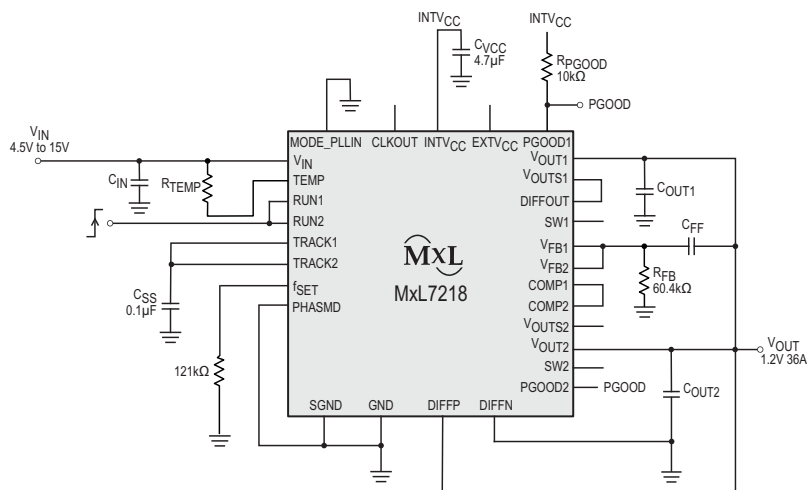 INTVCC
INTVCC
CVCC
4.7µF
RPGOOD
10kΩ
PGOOD
VIN
4.5V to 15V
MODE_PLLIN
CLKOUT
INTVCC
EXTVCC
PGOOD1
CIN
RTEMP
VIN
TEMP
RUN1
RUN2
TRACK1
TRACK2
fSET
PHASMD
CSS
0.1µF
121kΩ
MxL
MxL7218
VOUT1
VOUTS1
DIFFOUT
SW1
VFB1
VFB2
COMP1
COMP2
VOUTS2
VOUT2
SW2
PGOOD2
PGOOD
COUT1
CFF
RFB
60.4kΩ
VOUT
1.2V 36A
COUT2
SGND
GND
DIFFP
DIFFN